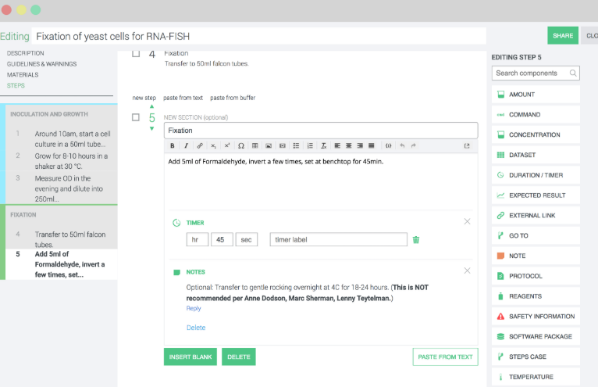 Editing Fixation of yeast cells for RNA-FISH
SHARE
CLO
DESCRIPTION
GUIDELINES & WARNINGS
MATERIALS
STEPS
INOCULATION AND GROWTH
1 Around 10am, start a cell
culture in a 50ml tube...
2 Grow for 8-10 hours in a
shaker at 30 °C.
3 Measure OD in the
evening and dilute into
250ml...
FIXATION
4 Transfer to 50ml falcon
tubes.
5 Add 5ml of
Formaldehyde, invert a
few times, set...
4 Fixation
Transfer to 50ml falcon tubes.
new step paste from text paste from buffer
5 NEW SECTION (optional)
Fixation
Add 5ml of Formaldehyde, invert a few times, set at benchtop for 45min.
TIMER
hr 45 sec timer label
NOTES
Optional: Transfer to gentle rocking overnight at 4C for 18-24 hours. (This is NOT
recommended per Anne Dodson, Marc Sherman, Lenny Teytelman.)
Reply
Delete
INSERT BLANK DELETE PASTE FROM TEXT
EDITING STEP 5
Search components
AMOUNT
COMMAND
CONCENTRATION
DATASET
DURATION / TIMER
EXPECTED RESULT
EXTERNAL LINK
GO TO
NOTE
PROTOCOL
REAGENTS
SAFETY INFORMATION
SOFTWARE PACKAGE
STEPS CASE
TEMPERATURE